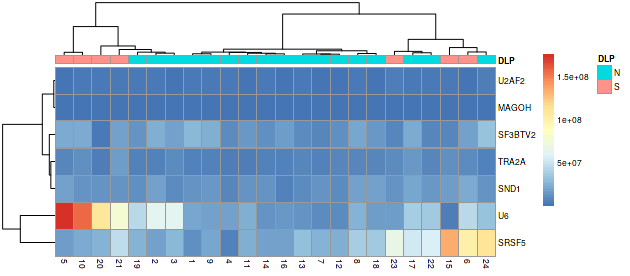 DLP
U2AF2
MAGOH
SF3BTV2
TRA2A
SND1
U6
SRSF5
5 10 20 21 19 2 3 1 9 4 11 14 16 13 7 12 8 18 23 17 22 15 6 24
1.5e+08
1e+08
5e+07
DLP
N
S